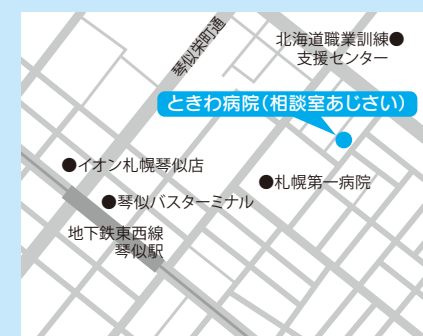 琴似栄町通
北海道職業訓練●
支援センター
ときわ病院(相談室あじさい)
●イオン札幌琴似店
●札幌第一病院
●琴似バスターミナル
地下鉄東西線
琴似駅